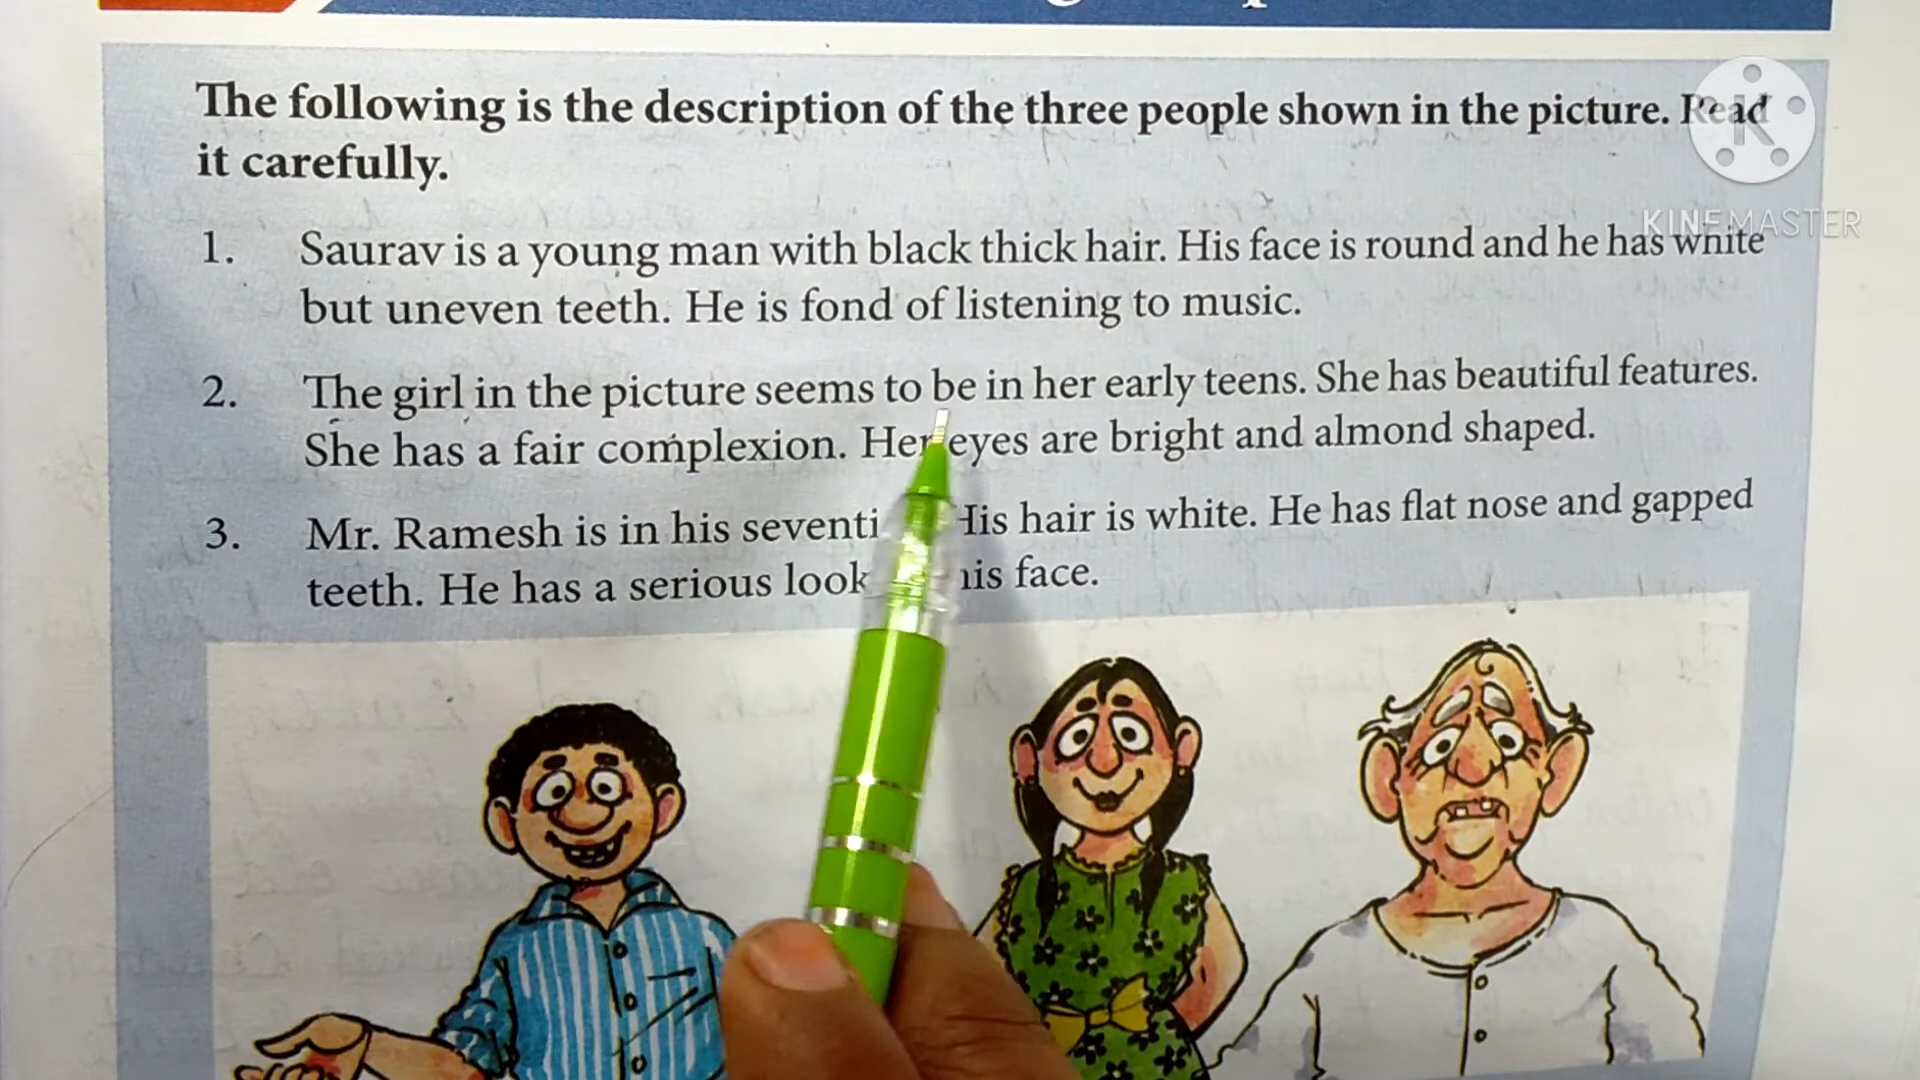 The following is the description of the three people shown in the picture. Read
it carefully.
1. Saurav is a young man with black thick hair. His face is round and he has white
but uneven teeth. He is fond of listening to music.
2. The girl in the picture seems to be in her early teens. She has beautiful features.
She has a fair complexion. Her eyes are bright and almond shaped.
3. Mr. Ramesh is in his seventi His hair is white. He has flat nose and gapped
teeth. He has a serious look his face.
K
KINEMASTER